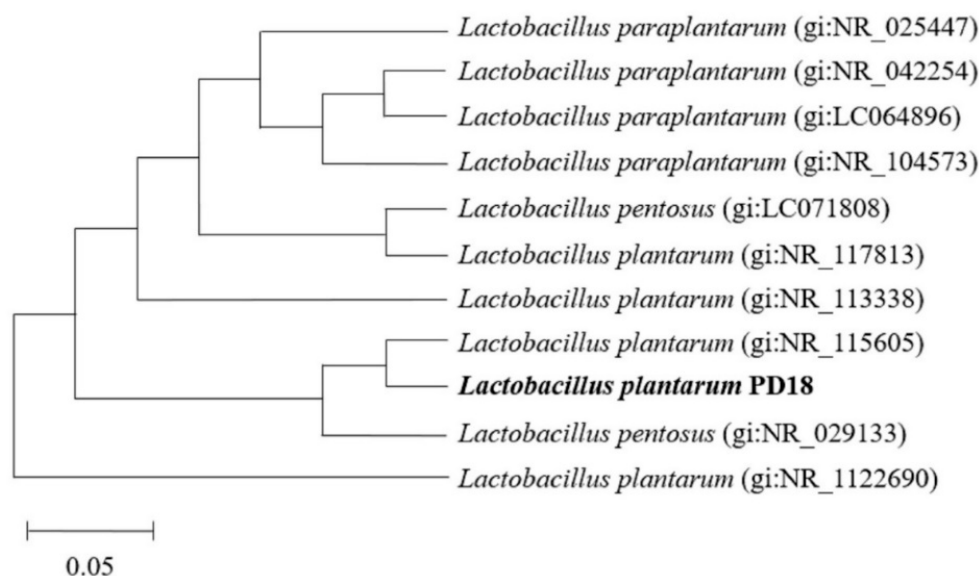 Lactobacillus paraplantarum (gi:NR_025447)
Lactobacillus paraplantarum (gi:NR_042254)
Lactobacillus paraplantarum (gi:LC064896)
Lactobacillus paraplantarum (gi:NR_104573)
Lactobacillus pentosus (gi:LC071808)
Lactobacillus plantarum (gi:NR_117813)
Lactobacillus plantarum (gi:NR_113338)
Lactobacillus plantarum (gi:NR_115605)
Lactobacillus plantarum PD18
Lactobacillus pentosus (gi:NR_029133)
Lactobacillus plantarum (gi:NR_1122690)
0.05